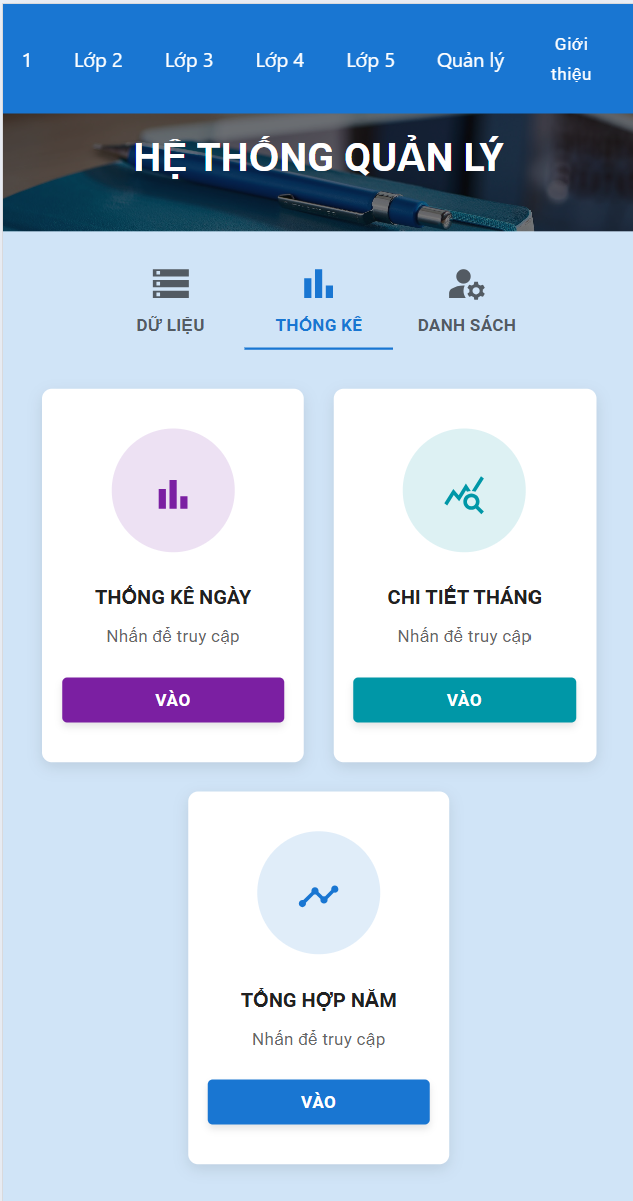 1 Lớp 2 Lớp 3 Lớp 4 Lớp 5 Quản lý Giới
thiệu
HỆ THỐNG QUẢN LÝ
DỮ LIỆU THỐNG KÊ DANH SÁCH
THỐNG KÊ NGÀY CHI TIẾT THÁNG
Nhấn để truy cập Nhấn để truy cập
VÀO VÀO
TỔNG HỢP NĂM
Nhấn để truy cập
VÀO